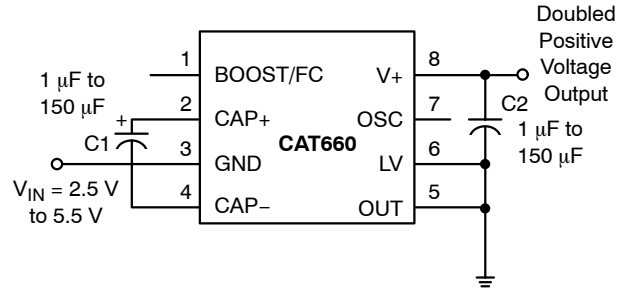 Doubled
Positive
Voltage
Output
1 µF to
150 µF
+
C1
V_IN = 2.5 V
to 5.5 V
1
BOOST/FC
2
CAP+
3
GND
4
CAP−
CAT660
V+
8
OSC
7
LV
6
OUT
5
C2
1 µF to
150 µF